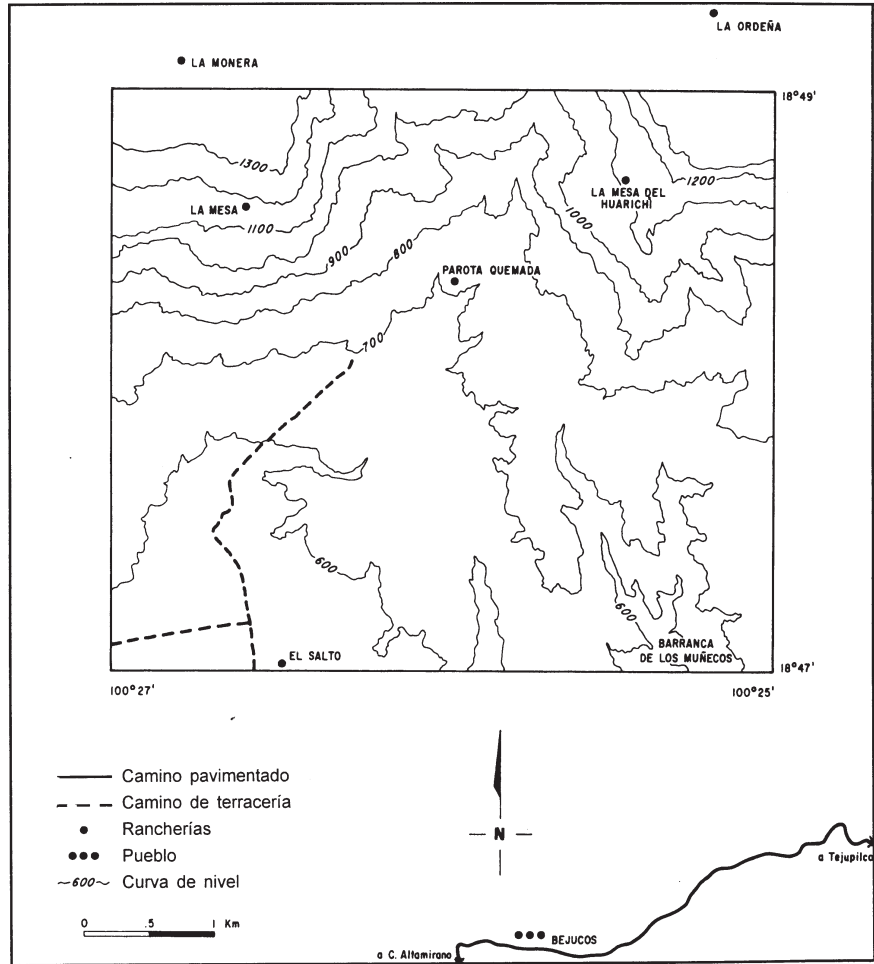 LA ORDEÑA
LA MONERA
18°49'
1300
1200
LA MESA DEL
HUARICHI
LA MESA
1000
1100
800
900
PAROTA QUEMADA
700
600
600
BARRANCA
DE LOS MUÑECOS
EL SALTO
18°47'
100°27'
100°25'
Camino pavimentado
Camino de terracería
Rancherías
Pueblo
~600~ Curva de nivel
N
0 .5 1 Km
a Tejupilco
BEJUCOS
a C. Altamirano